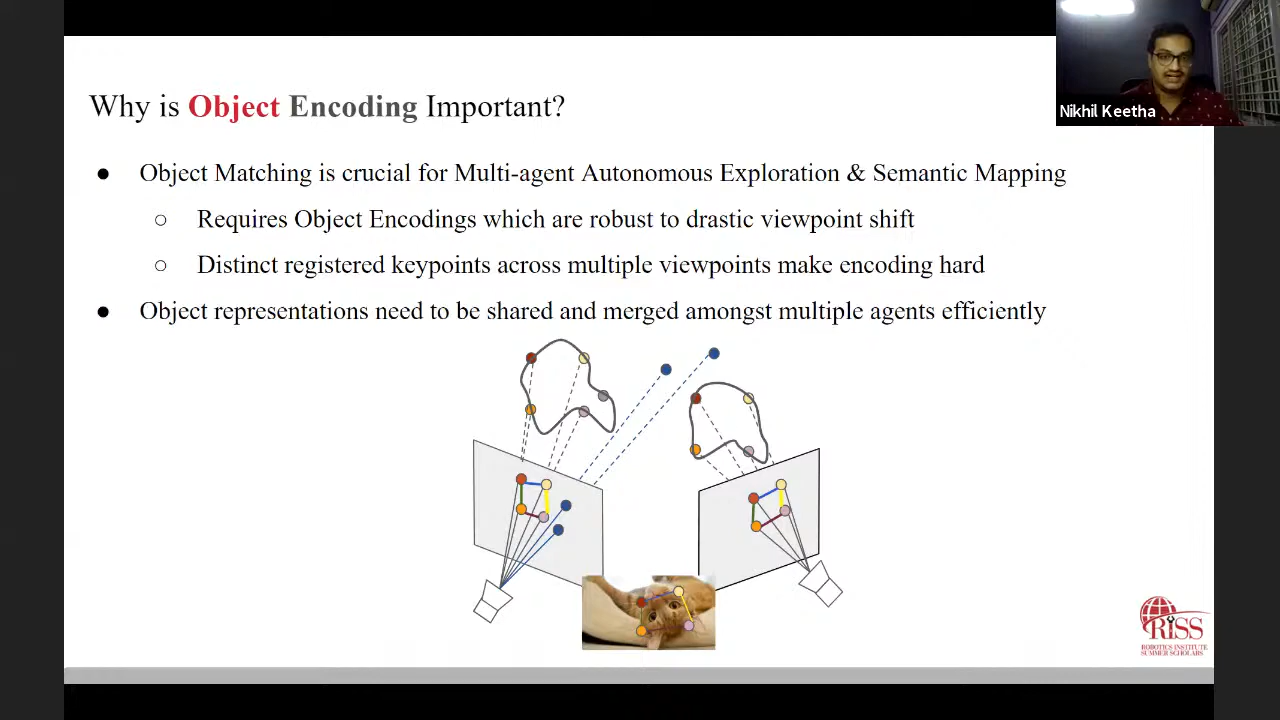 Nikhil Keetha
Why is Object Encoding Important?
● Object Matching is crucial for Multi-agent Autonomous Exploration & Semantic Mapping
○ Requires Object Encodings which are robust to drastic viewpoint shift
○ Distinct registered keypoints across multiple viewpoints make encoding hard
● Object representations need to be shared and merged amongst multiple agents efficiently
RISS
ROBOTICS INSTITUTE
SUMMER SCHOLARS